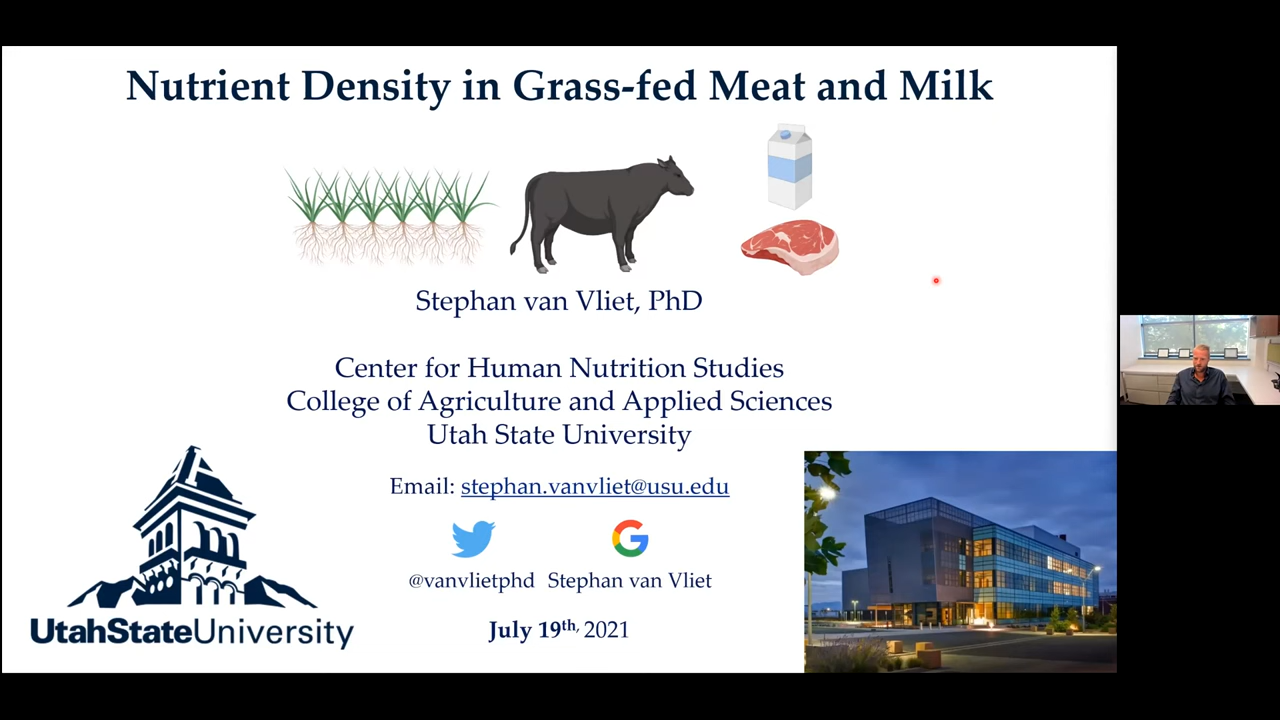 Nutrient Density in Grass-fed Meat and Milk
Stephan van Vliet, PhD
Center for Human Nutrition Studies
College of Agriculture and Applied Sciences
Utah State University
Email: stephan.vanvliet@usu.edu
@vanvlietphd Stephan van Vliet
July 19th, 2021
UtahStateUniversity